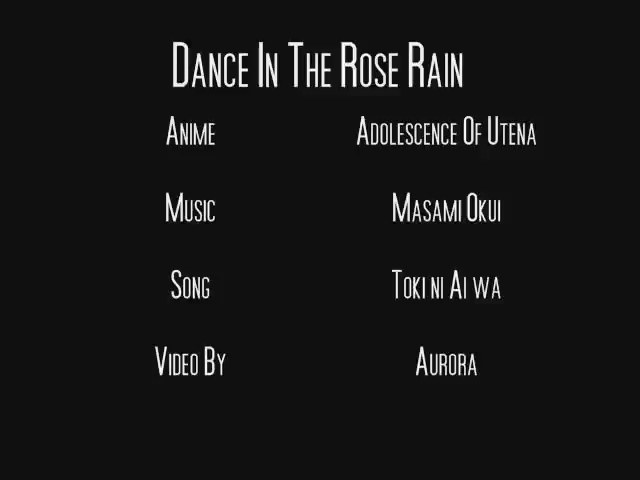 Dance In The Rose Rain
Anime Adolescence Of Utena
Music Masami Okui
Song Toki ni Ai wa
Video By Aurora